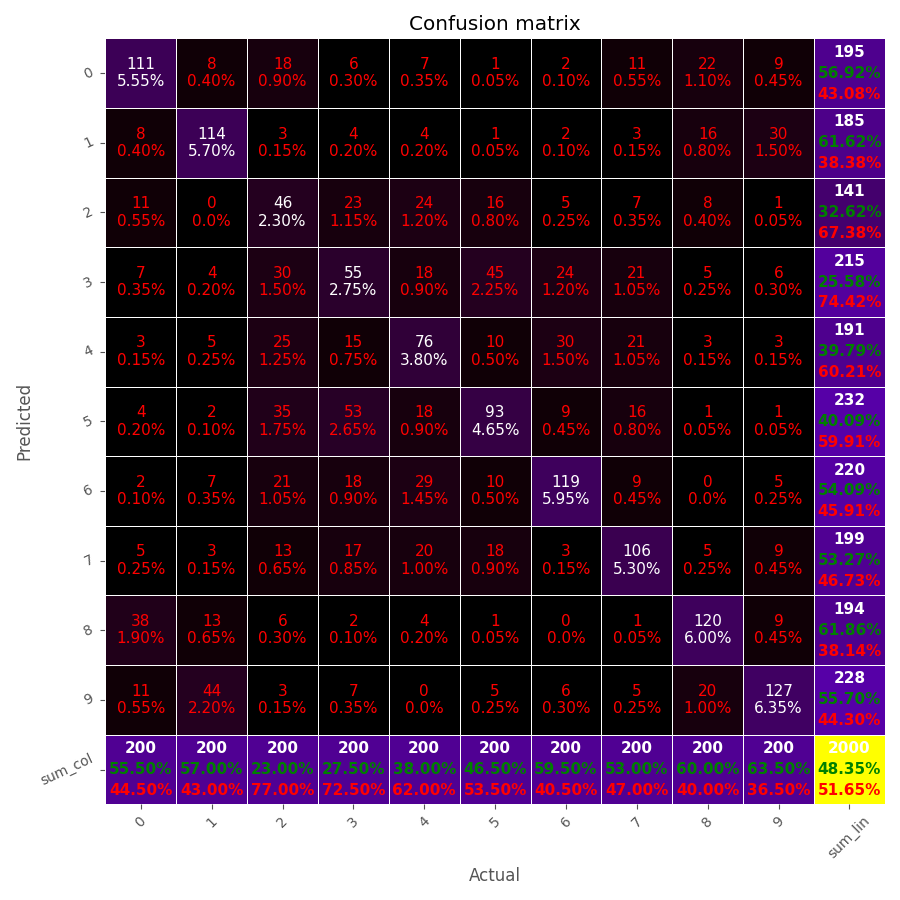 Confusion matrix
0 111 8 18 6 7 1 2 11 22 9 195
5.55% 0.40% 0.90% 0.30% 0.35% 0.05% 0.10% 0.55% 1.10% 0.45% 56.92%
43.08%
1 8 114 3 4 4 1 2 3 16 30 185
0.40% 5.70% 0.15% 0.20% 0.20% 0.05% 0.10% 0.15% 0.80% 1.50% 61.62%
38.38%
2 11 0 46 23 24 16 5 7 8 1 141
0.55% 0.0% 2.30% 1.15% 1.20% 0.80% 0.25% 0.35% 0.40% 0.05% 32.62%
67.38%
3 7 4 30 55 18 45 24 21 5 6 215
0.35% 0.20% 1.50% 2.75% 0.90% 2.25% 1.20% 1.05% 0.25% 0.30% 25.58%
74.42%
4 3 5 25 15 76 10 30 21 3 3 191
0.15% 0.25% 1.25% 0.75% 3.80% 0.50% 1.50% 1.05% 0.15% 0.15% 39.79%
60.21%
5 4 2 35 53 18 93 9 16 1 1 232
0.20% 0.10% 1.75% 2.65% 0.90% 4.65% 0.45% 0.80% 0.05% 0.05% 40.09%
59.91%
6 2 7 21 18 29 10 119 9 0 5 220
0.10% 0.35% 1.05% 0.90% 1.45% 0.50% 5.95% 0.45% 0.0% 0.25% 54.09%
45.91%
7 5 3 13 17 20 18 3 106 5 9 199
0.25% 0.15% 0.65% 0.85% 1.00% 0.90% 0.15% 5.30% 0.25% 0.45% 53.27%
46.73%
8 38 13 6 2 4 1 0 1 120 9 194
1.90% 0.65% 0.30% 0.10% 0.20% 0.05% 0.0% 0.05% 6.00% 0.45% 61.86%
38.14%
9 11 44 3 7 0 5 6 5 20 127 228
0.55% 2.20% 0.15% 0.35% 0.0% 0.25% 0.30% 0.25% 1.00% 6.35% 55.70%
44.30%
sum_col 200 200 200 200 200 200 200 200 200 200 2000
55.50% 57.00% 23.00% 27.50% 38.00% 46.50% 59.50% 53.00% 60.00% 63.50% 48.35%
44.50% 43.00% 77.00% 72.50% 62.00% 53.50% 40.50% 47.00% 40.00% 36.50% 51.65%
0 1 2 3 4 5 6 7 8 9 sum_lin
Actual
Predicted